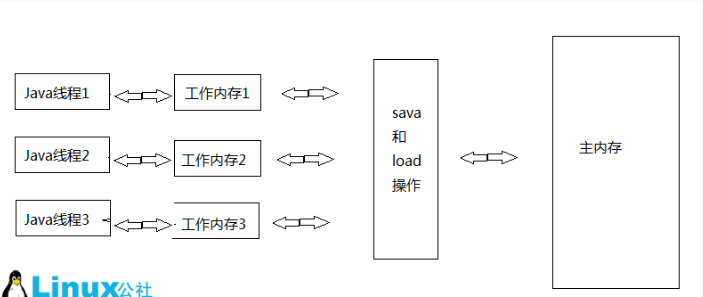 Java线程1
工作内存1
Java线程2
工作内存2
Java线程3
工作内存3
sava
和
load
操作
主内存
Linux公社